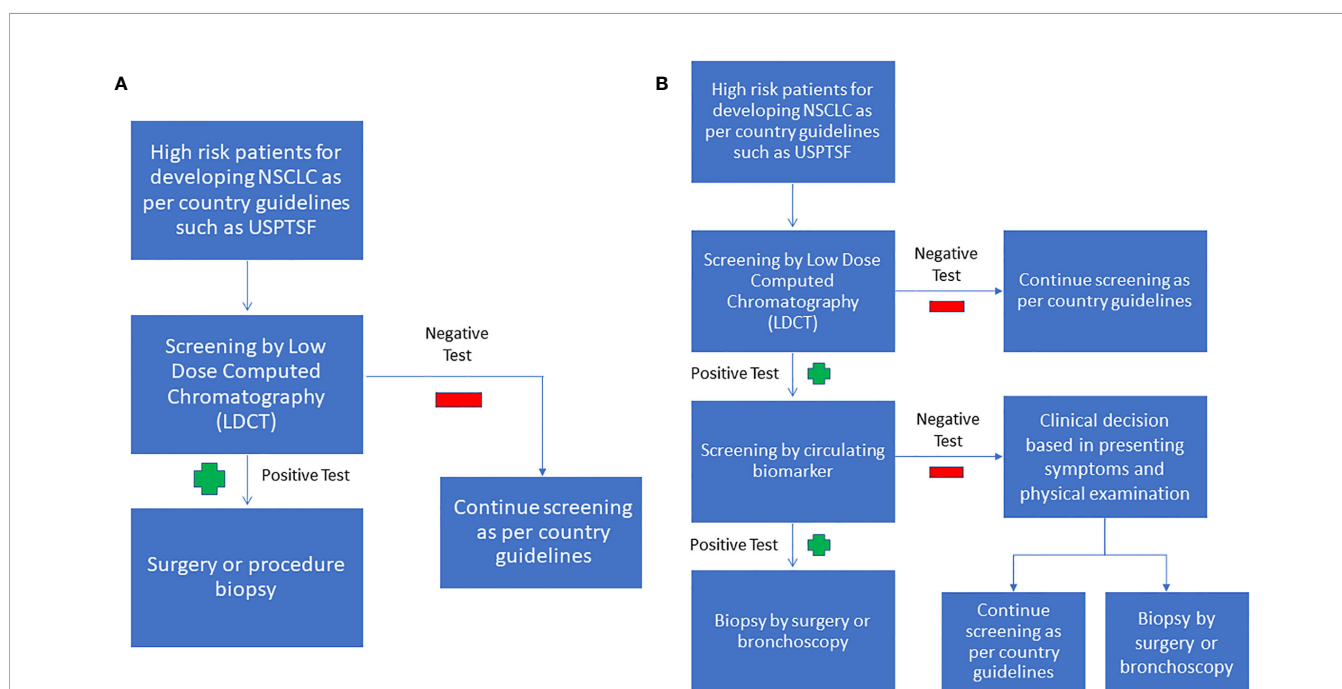 A
High risk patients for
developing NSCLC as
per country guidelines
such as USPTSF
Screening by Low
Dose Computed
Chromatography
(LDCT)
Negative
Test
Positive Test
Surgery or procedure
biopsy
Continue screening
as per country
guidelines
B
High risk patients for
developing NSCLC as
per country guidelines
such as USPTSF
Screening by Low Dose
Computed
Chromatography
(LDCT)
Negative
Test
Continue screening as
per country guidelines
Positive Test
Screening by circulating
biomarker
Negative
Test
Clinical decision
based in presenting
symptoms and
physical examination
Positive Test
Biopsy by surgery or
bronchoscopy
Continue
screening as
per country
guidelines
Biopsy by
surgery or
bronchoscopy